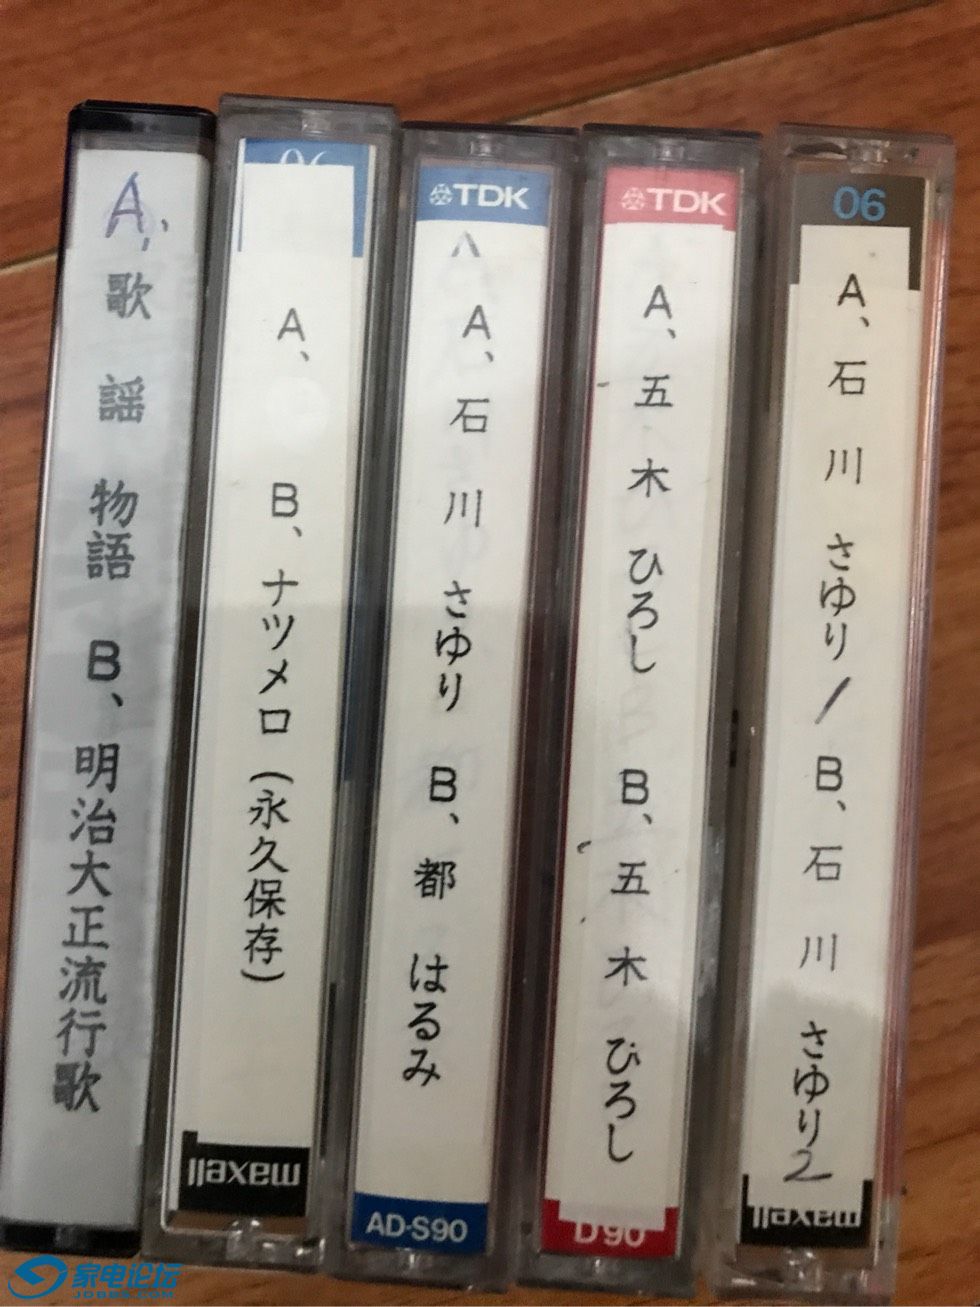 A、歌謡物語 B、明治大正流行歌
06
A、 B、ナツメロ(永久保存)
maxell
TDK
A、石川さゆり B、都はるみ
AD-S90
TDK
A、五木ひろし B、五木ひろし
D90
06
A、石川さゆり/B、石川さゆり2
maxell
家电论坛
JDBBS.COM